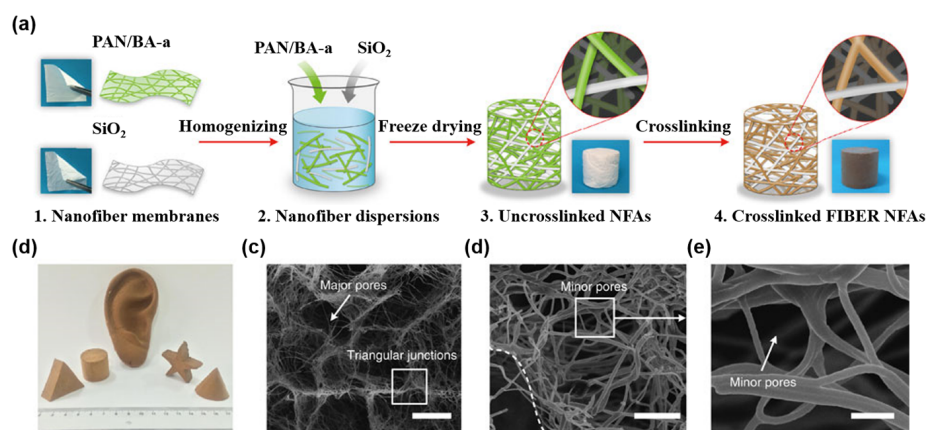 (a)
PAN/BA-a
SiO₂
1. Nanofiber membranes
Homogenizing
PAN/BA-a
SiO₂
2. Nanofiber dispersions
Freeze drying
3. Uncrosslinked NFAs
Crosslinking
4. Crosslinked FIBER NFAs
(d)
(c)
Major pores
Triangular junctions
(d)
Minor pores
(e)
Minor pores